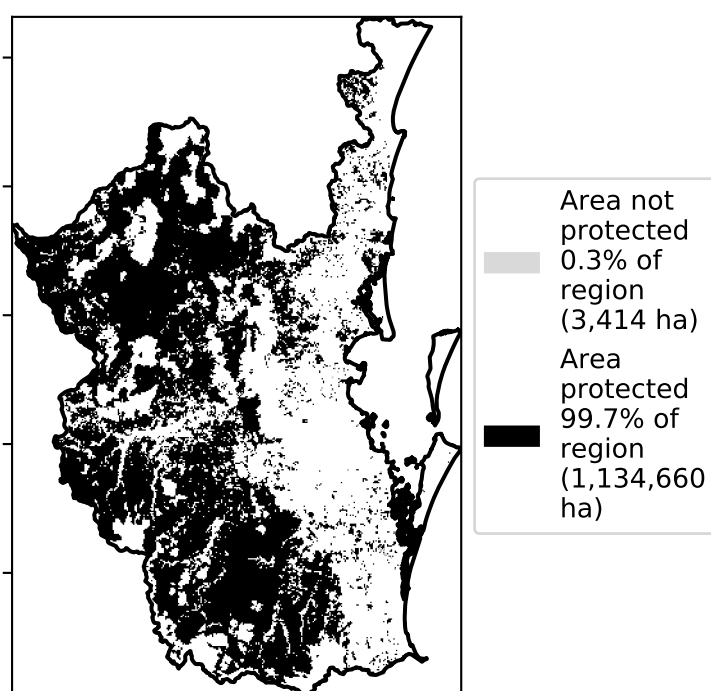 Area not
protected
0.3% of
region
(3,414 ha)
Area
protected
99.7% of
region
(1,134,660
ha)